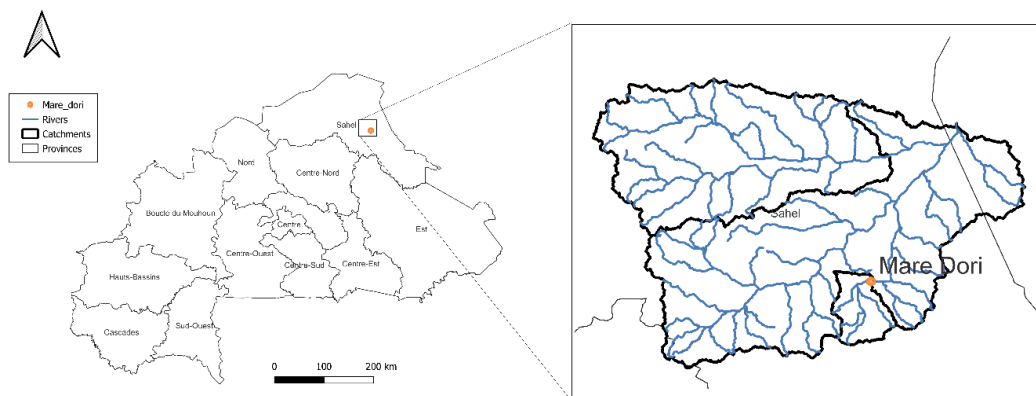 Mare_dori
Rivers
Catchments
Provinces
Sahel
Nord
Centre-Nord
Boucle du Mouhoun
Centre
Est
Centre-Ouest
Centre-Sud
Centre-Est
Hauts-Bassins
Cascades
Sud-Ouest
0 100 200 km
Sahel
Mare Dori